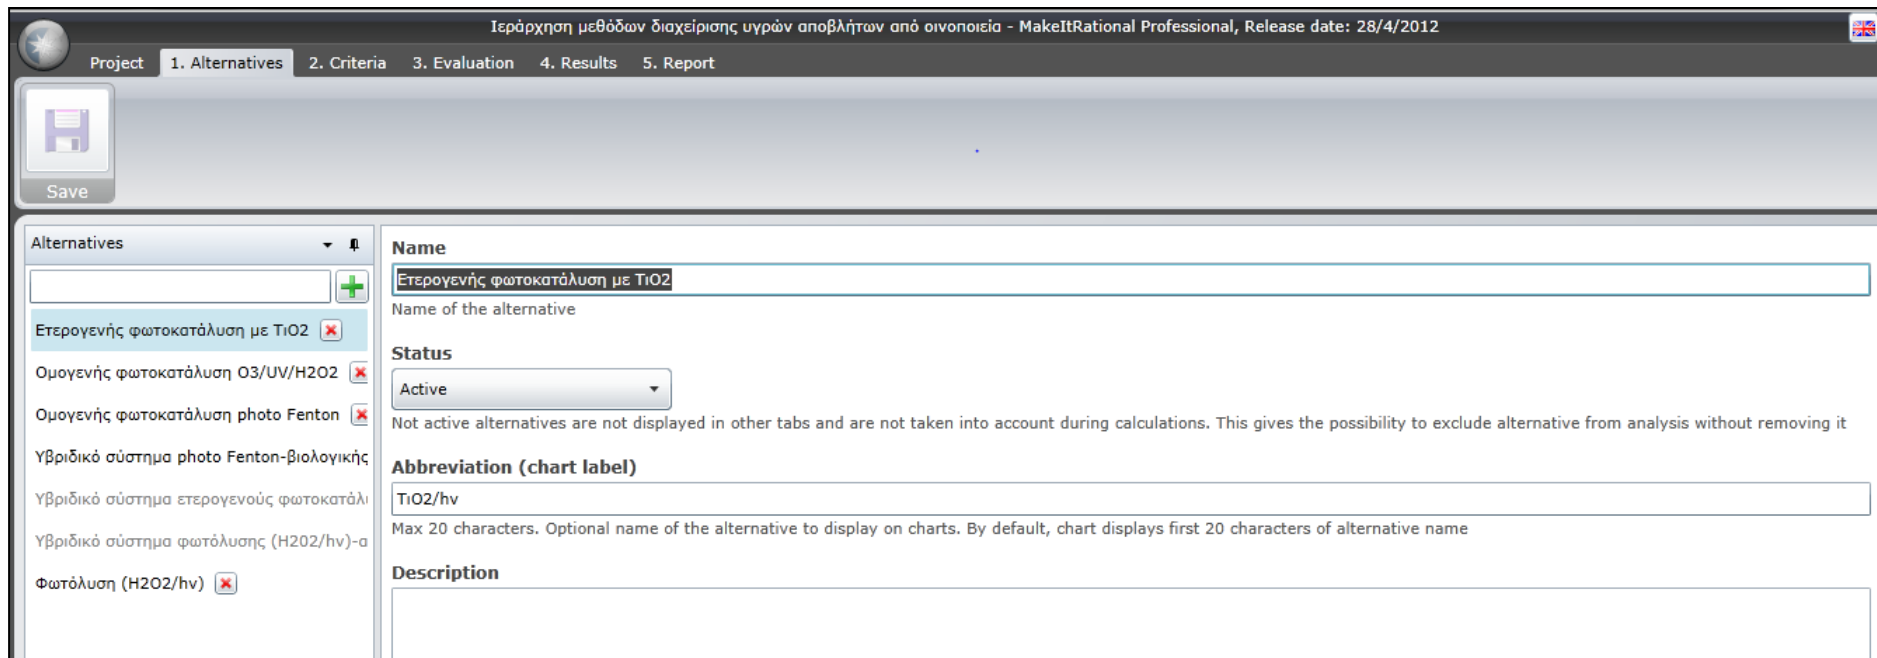 Ιεράρχηση μεθόδων διαχείρισης υγρών αποβλήτων από οινοποιεία - MakeItRational Professional, Release date: 28/4/2012
Project 1. Alternatives 2. Criteria 3. Evaluation 4. Results 5. Report
Save
Alternatives
Ετερογενής φωτοκατάλυση με TιO2
Ομογενής φωτοκατάλυση O3/UV/H2O2
Ομογενής φωτοκατάλυση photo Fenton
Υβριδικό σύστημα photo Fenton-βιολογικής
Υβριδικό σύστημα ετερογενούς φωτοκατάλ
Υβριδικό σύστημα φωτόλυσης (H202/hv)-α
Φωτόλυση (H2O2/hv)
Name
Ετερογενής φωτοκατάλυση με TιO2
Name of the alternative
Status
Active
Not active alternatives are not displayed in other tabs and are not taken into account during calculations. This gives the possibility to exclude alternative from analysis without removing it
Abbreviation (chart label)
TιO2/hv
Max 20 characters. Optional name of the alternative to display on charts. By default, chart displays first 20 characters of alternative name
Description